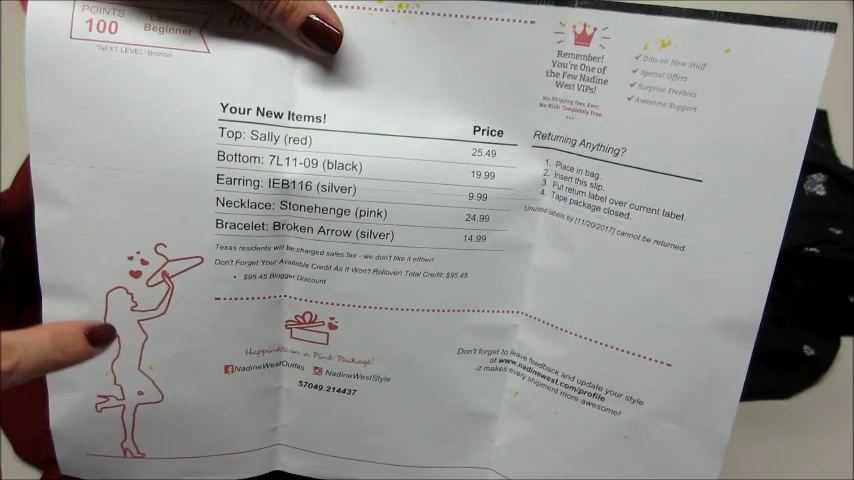 POINTS
100
LEVEL
Beginner
*NEXT LEVEL: Bronze!
Remember!
You're One of
the Few Nadine
West VIPs!
No Shipping fees, Ever.
No Risk. Completely Free.
✓ Dibs on New Stuff
✓ Special Offers
✓ Surprise Freebies
✓ Awesome Support
Your New Items! Price
Top: Sally (red) 25.49
Bottom: 7L11-09 (black) 19.99
Earring: IEB116 (silver) 9.99
Necklace: Stonehenge (pink) 24.99
Bracelet: Broken Arrow (silver) 14.99
Texas residents will be charged sales tax - we don't like it either!
Don't Forget Your Available Credit As It Won't Rollover! Total Credit: $95.45
• $95.45 Blogger Discount
Returning Anything?
1. Place in bag.
2. Insert this slip.
3. Put return label over current label.
4. Tape package closed.
Unused labels by [11/20/2017] cannot be returned
Happiness in a Pink Package!
NadineWestOutfits NadineWestStyle
57049.214437
Don't forget to leave feedback and update your style
at www.nadinewest.com/profile
-it makes every shipment more awesome!